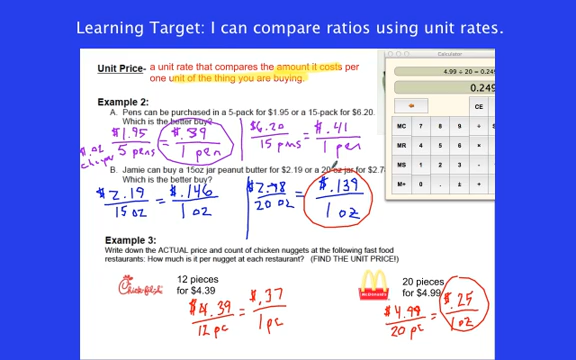 Learning Target: I can compare ratios using unit rates.
Unit Price- a unit rate that compares the amount it costs per
one unit of the thing you are buying.
Example 2:
A. Pens can be purchased in a 5-pack for $1.95 or a 15-pack for $6.20.
Which is the better buy?
$1.95 / 5 pens = $.39 / 1 pen
$6.20 / 15 pens = $.41 / 1 pen
$.02 cheaper
B. Jamie can buy a 15oz jar peanut butter for $2.19 or a 20oz jar for $2.7
Which is the better buy?
$2.19 / 15 oz = $.146 / 1 oz
20 oz = $.139 / 1 oz
Example 3:
Write down the ACTUAL price and count of chicken nuggets at the following fast food
restaurants: How much is it per nugget at each restaurant? (FIND THE UNIT PRICE!)
Chick-fil-A
12 pieces
for $4.39
$4.39 / 12 pc = $.37 / 1 pc
McDonald's
20 pieces
for $4.99
$4.99 / 20 pc = $.25 / 1 oz
Calculator
4.99 ÷ 20 = 0.249
0.249
CE
MC 7 8 9 ÷
MR 4 5 6 ×
MS 1 2 3 -
M+ 0 . ± +